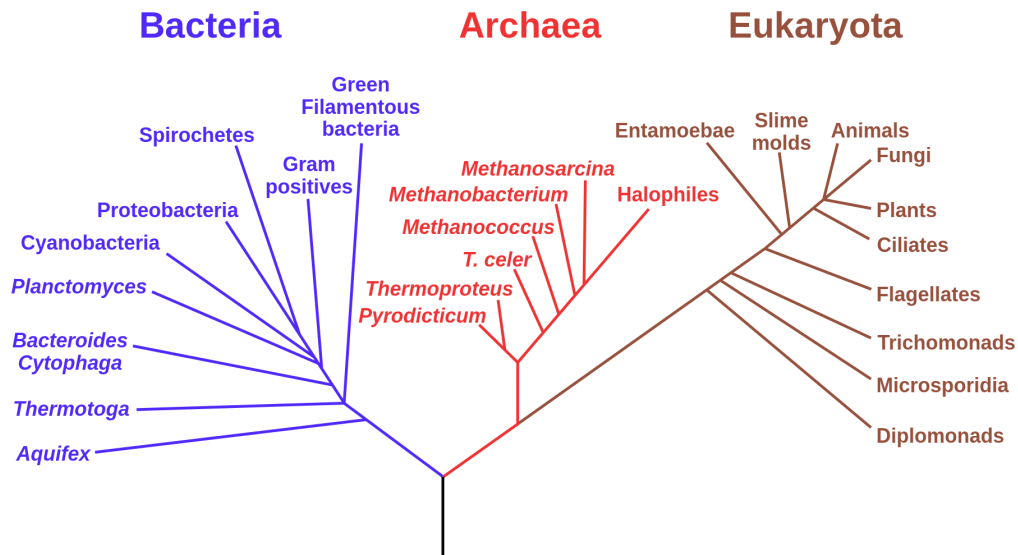 Bacteria
Archaea
Eukaryota
Green
Filamentous
bacteria
Spirochetes
Gram
positives
Proteobacteria
Cyanobacteria
Planctomyces
Bacteroides
Cytophaga
Thermotoga
Aquifex
Methanosarcina
Methanobacterium
Halophiles
Methanococcus
T. celer
Thermoproteus
Pyrodicticum
Entamoebae
Slime
molds
Animals
Fungi
Plants
Ciliates
Flagellates
Trichomonads
Microsporidia
Diplomonads